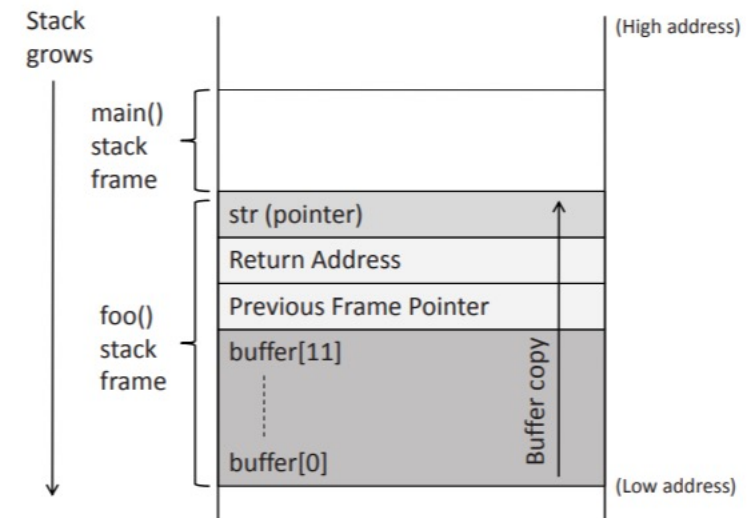 Stack
grows
(High address)
main()
stack
frame
str (pointer)
Return Address
Previous Frame Pointer
foo()
stack
frame
buffer[11]
buffer[0]
Buffer copy
(Low address)